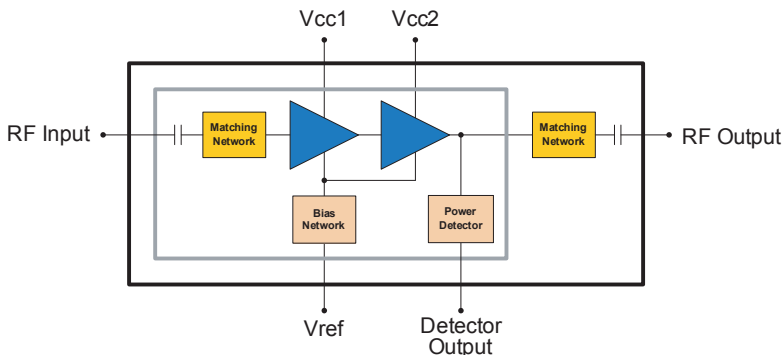 Vcc1
Vcc2
RF Input
Matching
Network
Matching
Network
RF Output
Bias
Network
Power
Detector
Vref
Detector
Output